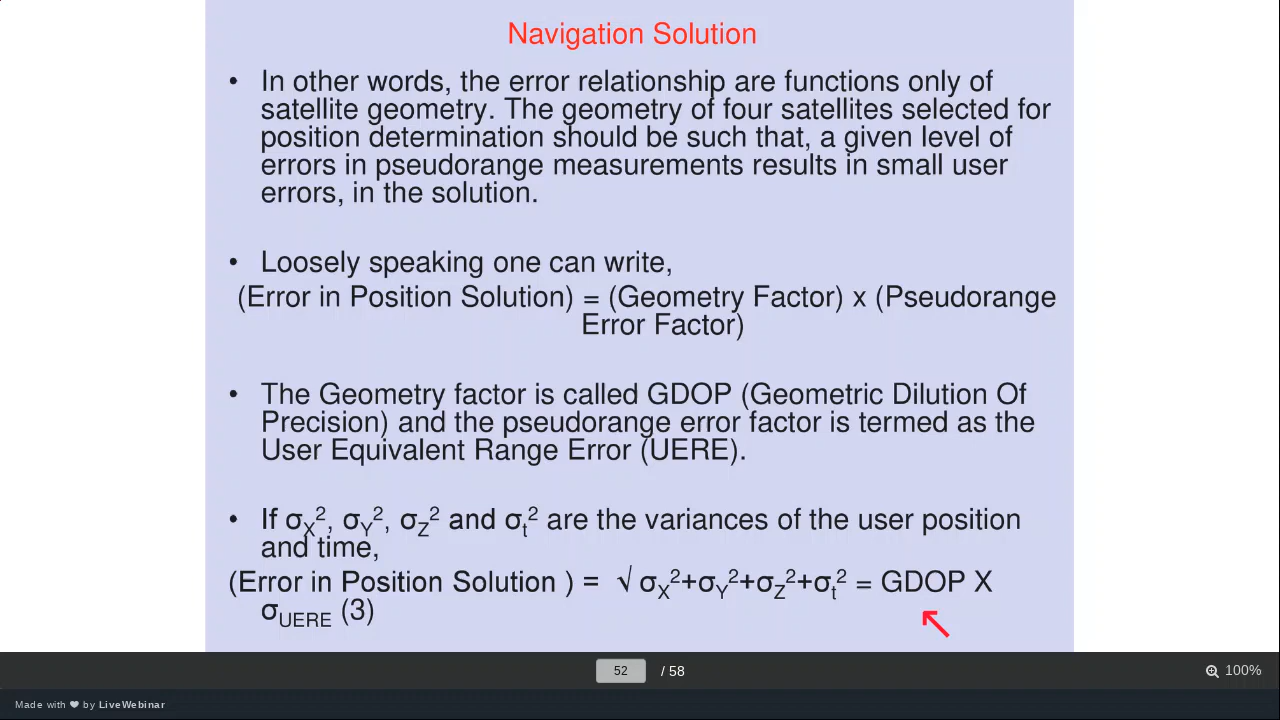 Navigation Solution
• In other words, the error relationship are functions only of
satellite geometry. The geometry of four satellites selected for
position determination should be such that, a given level of
errors in pseudorange measurements results in small user
errors, in the solution.
• Loosely speaking one can write,
(Error in Position Solution) = (Geometry Factor) x (Pseudorange
Error Factor)
• The Geometry factor is called GDOP (Geometric Dilution Of
Precision) and the pseudorange error factor is termed as the
User Equivalent Range Error (UERE).
• If σX², σY², σZ² and σt² are the variances of the user position
and time,
(Error in Position Solution ) = √ σX²+σY²+σZ²+σt² = GDOP X
σUERE (3)
52 / 58
100%
Made with ♥ by LiveWebinar